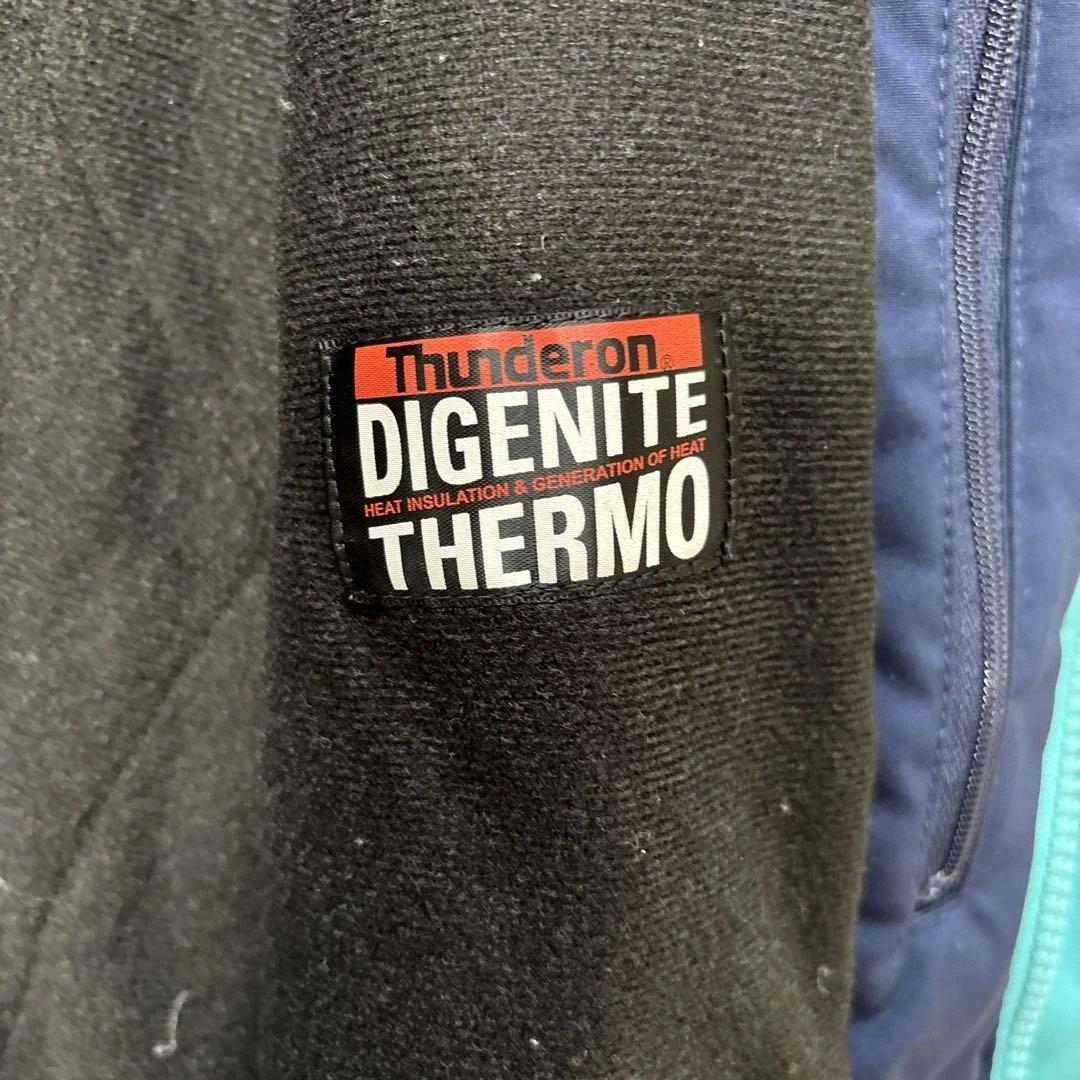 Thunderon®
DIGENITE
HEAT INSULATION & GENERATION OF HEAT
THERMO